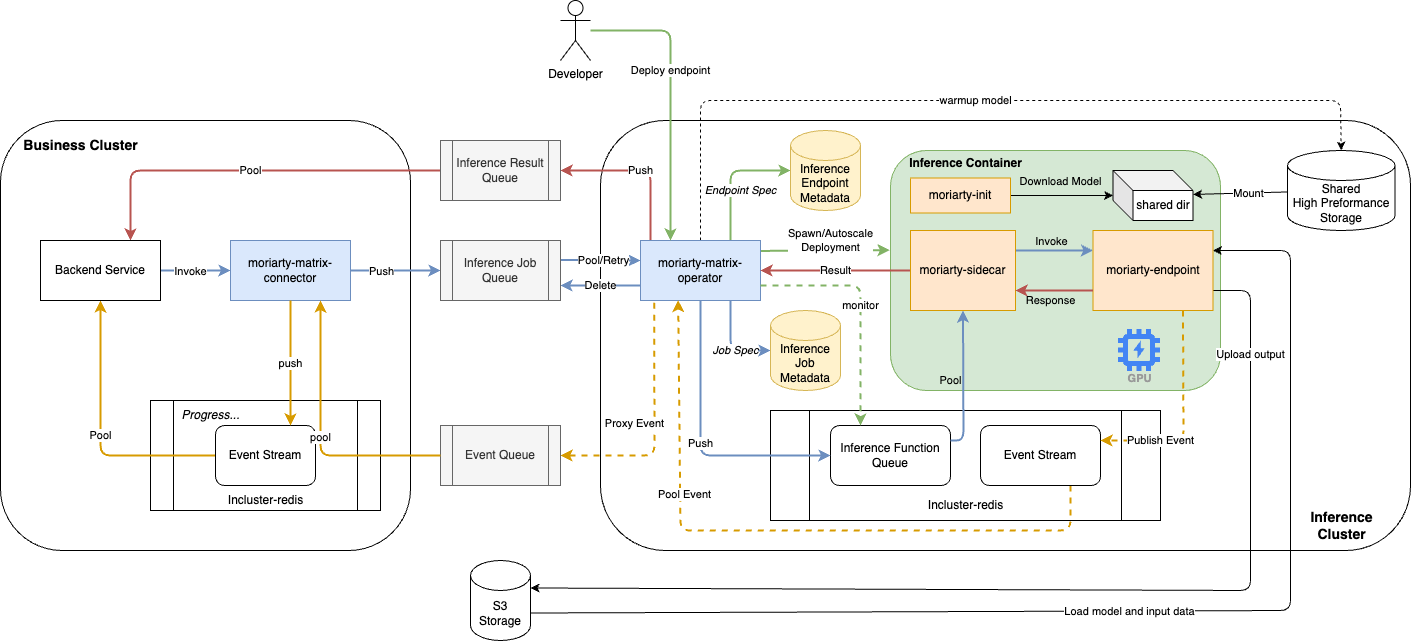 Developer
Deploy endpoint
warmup model
Business Cluster
Inference Result
Queue
Pool
Push
Inference
Endpoint
Metadata
Endpoint Spec
Inference Container
moriarty-init
Download Model
shared dir
Mount
Shared
High Preformance
Storage
Backend Service
Invoke
moriarty-matrix-
connector
Push
Inference Job
Queue
Pool/Retry
Delete
moriarty-matrix-
operator
Spawn/Autoscale
Deployment
Result
monitor
moriarty-sidecar
Invoke
Response
moriarty-endpoint
push
Job Spec
Inference
Job
Metadata
GPU
Upload output
Pool
Progress...
Pool
Event Stream
pool
Incluster-redis
Event Queue
Proxy Event
Push
Inference Function
Queue
Event Stream
Publish Event
Pool Event
Incluster-redis
Inference
Cluster
S3
Storage
Load model and input data